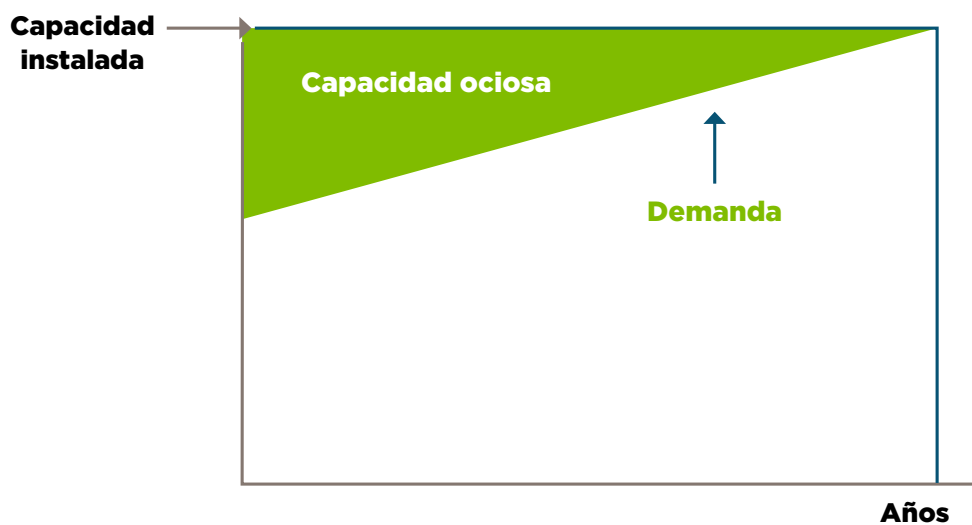 Capacidad
instalada
Capacidad ociosa
Demanda
Años